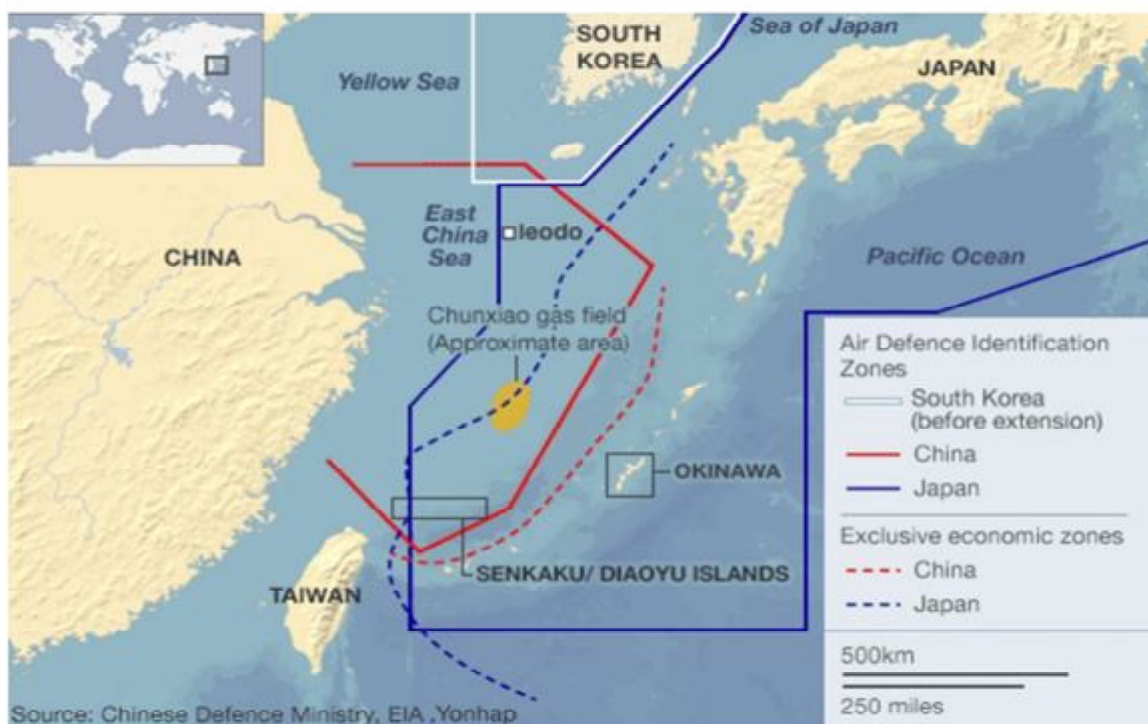 SOUTH
KOREA
Sea of Japan
JAPAN
Yellow Sea
East
China
Sea
Ieodo
CHINA
Pacific Ocean
Chunxiao gas field
(Approximate area)
OKINAWA
SENKAKU/ DIAOYU ISLANDS
TAIWAN
Air Defence Identification
Zones
South Korea
(before extension)
China
Japan
Exclusive economic zones
China
Japan
500km
250 miles
Source: Chinese Defence Ministry, EIA ,Yonhap